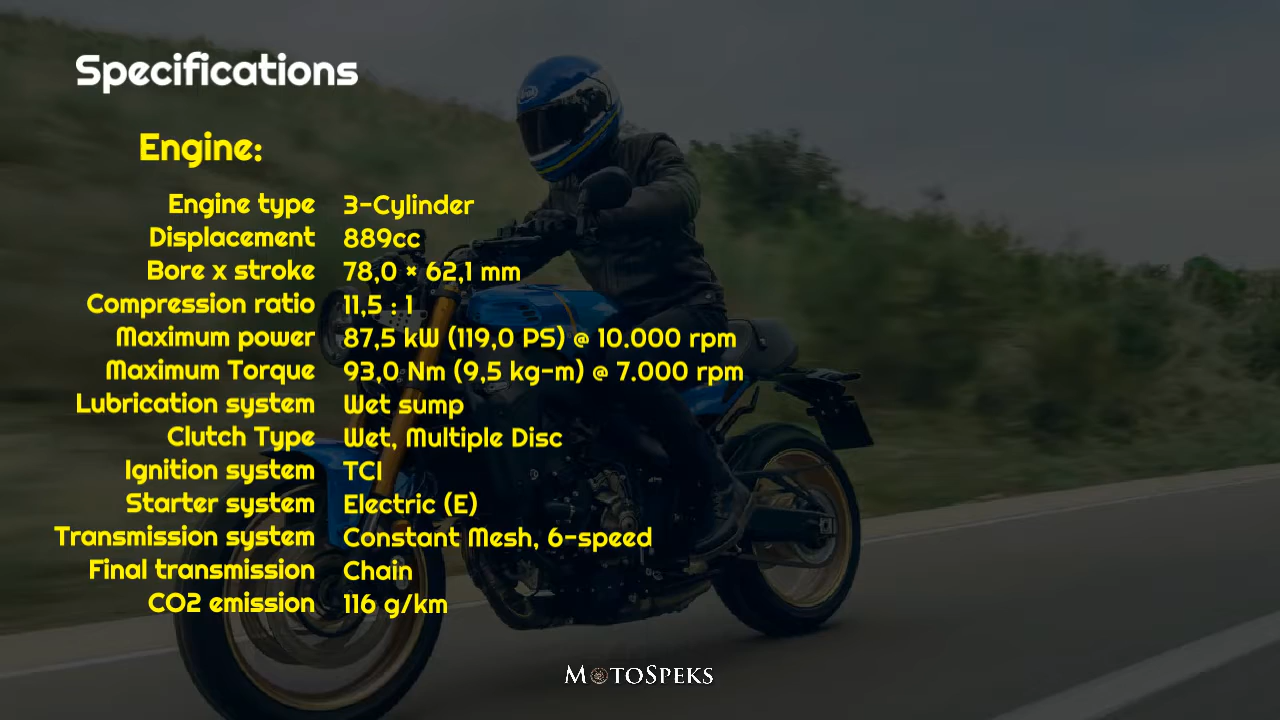 Specifications
Engine:
Engine type 3-Cylinder
Displacement 889cc
Bore x stroke 78,0 × 62,1 mm
Compression ratio 11,5 : 1
Maximum power 87,5 kW (119,0 PS) @ 10.000 rpm
Maximum Torque 93,0 Nm (9,5 kg-m) @ 7.000 rpm
Lubrication system Wet sump
Clutch Type Wet, Multiple Disc
Ignition system TCI
Starter system Electric (E)
Transmission system Constant Mesh, 6-speed
Final transmission Chain
CO2 emission 116 g/km
MOTOSPEKS